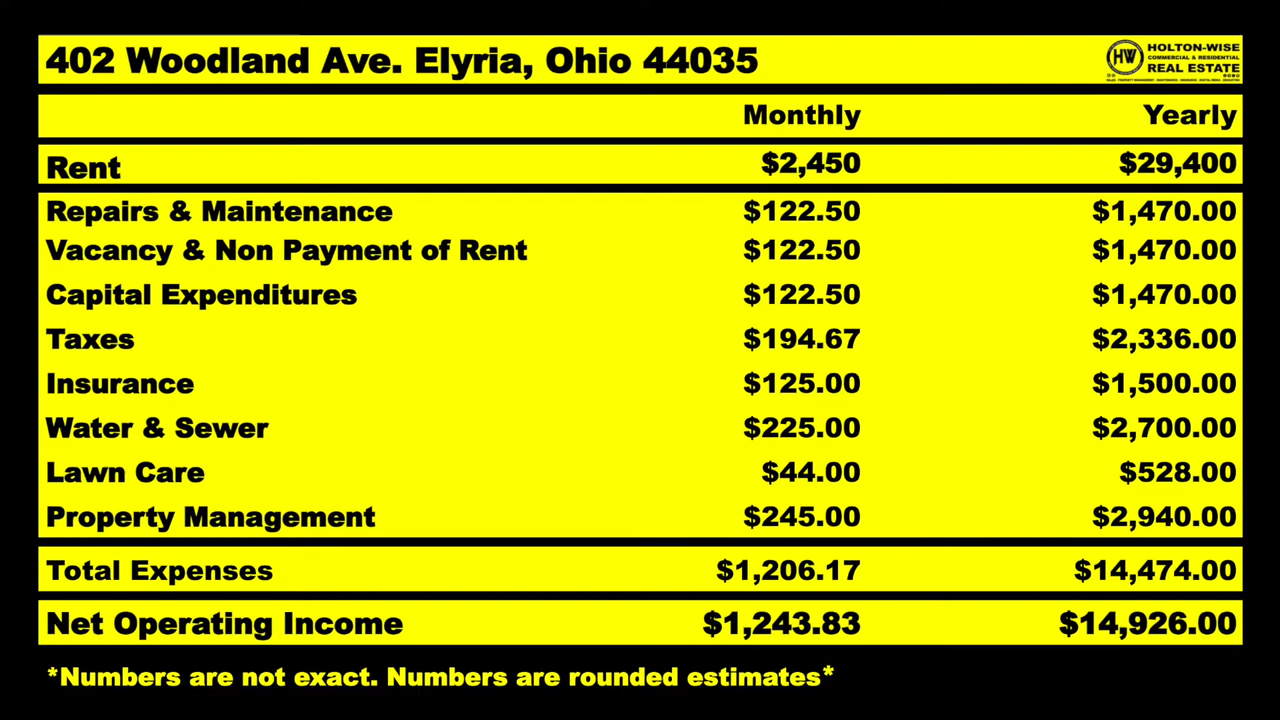 402 Woodland Ave. Elyria, Ohio 44035
HW
HOLTON-WISE
COMMERCIAL & RESIDENTIAL
REAL ESTATE
Monthly Yearly
Rent $2,450 $29,400
Repairs & Maintenance $122.50 $1,470.00
Vacancy & Non Payment of Rent $122.50 $1,470.00
Capital Expenditures $122.50 $1,470.00
Taxes $194.67 $2,336.00
Insurance $125.00 $1,500.00
Water & Sewer $225.00 $2,700.00
Lawn Care $44.00 $528.00
Property Management $245.00 $2,940.00
Total Expenses $1,206.17 $14,474.00
Net Operating Income $1,243.83 $14,926.00
*Numbers are not exact. Numbers are rounded estimates*